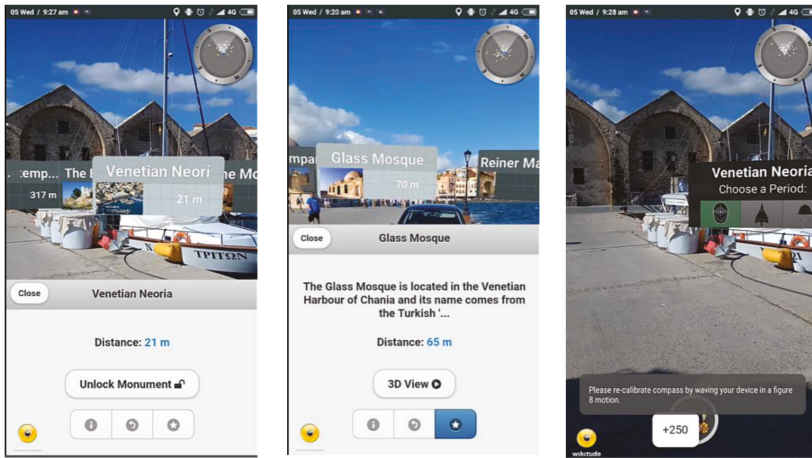 05 Wed / 9:27 am
4G
Venetian Neori
21 m
317 m
Close
Venetian Neoria
Distance: 21 m
Unlock Monument
ΤΡΙΤΩΝ
05 Wed / 9:20 am
4G
Glass Mosque
70 m
Reiner Ma
Close
Glass Mosque
The Glass Mosque is located in the Venetian
Harbour of Chania and its name comes from
the Turkish '...
Distance: 65 m
3D View
05 Wed / 9:28 am
4G
Venetian Neoria
Choose a Period:
Please re-calibrate compass by waving your device in a figure
8 motion.
+250
wikitude